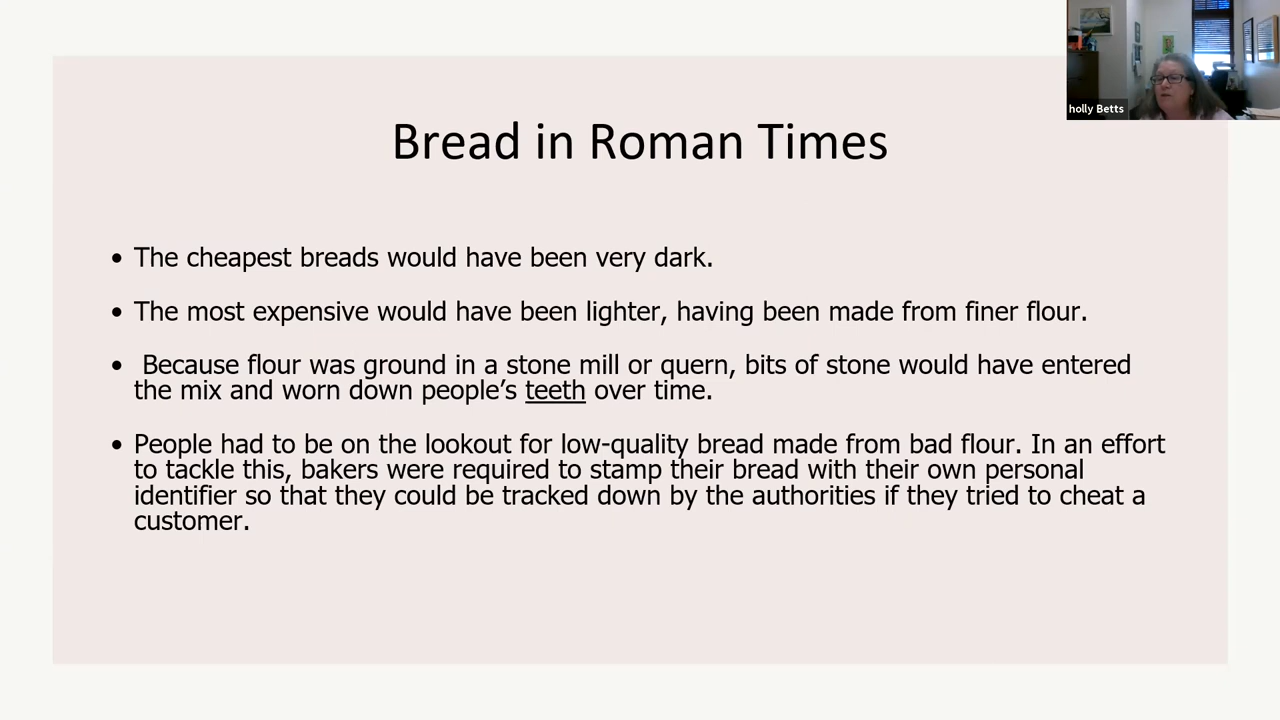 holly Betts
Bread in Roman Times
• The cheapest breads would have been very dark.
• The most expensive would have been lighter, having been made from finer flour.
• Because flour was ground in a stone mill or quern, bits of stone would have entered
the mix and worn down people’s teeth over time.
• People had to be on the lookout for low-quality bread made from bad flour. In an effort
to tackle this, bakers were required to stamp their bread with their own personal
identifier so that they could be tracked down by the authorities if they tried to cheat a
customer.